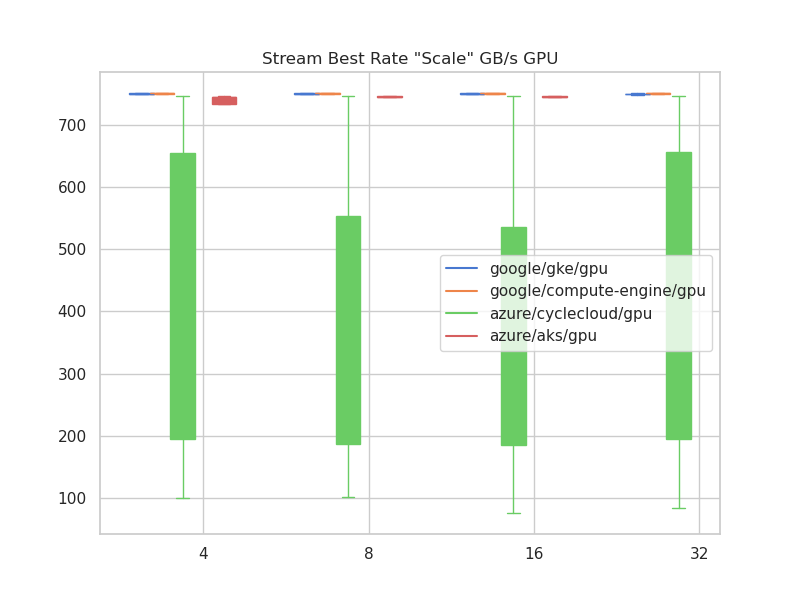 Stream Best Rate "Scale" GB/s GPU
700
600
500
400
300
200
100
google/gke/gpu
google/compute-engine/gpu
azure/cyclecloud/gpu
azure/aks/gpu
4 8 16 32